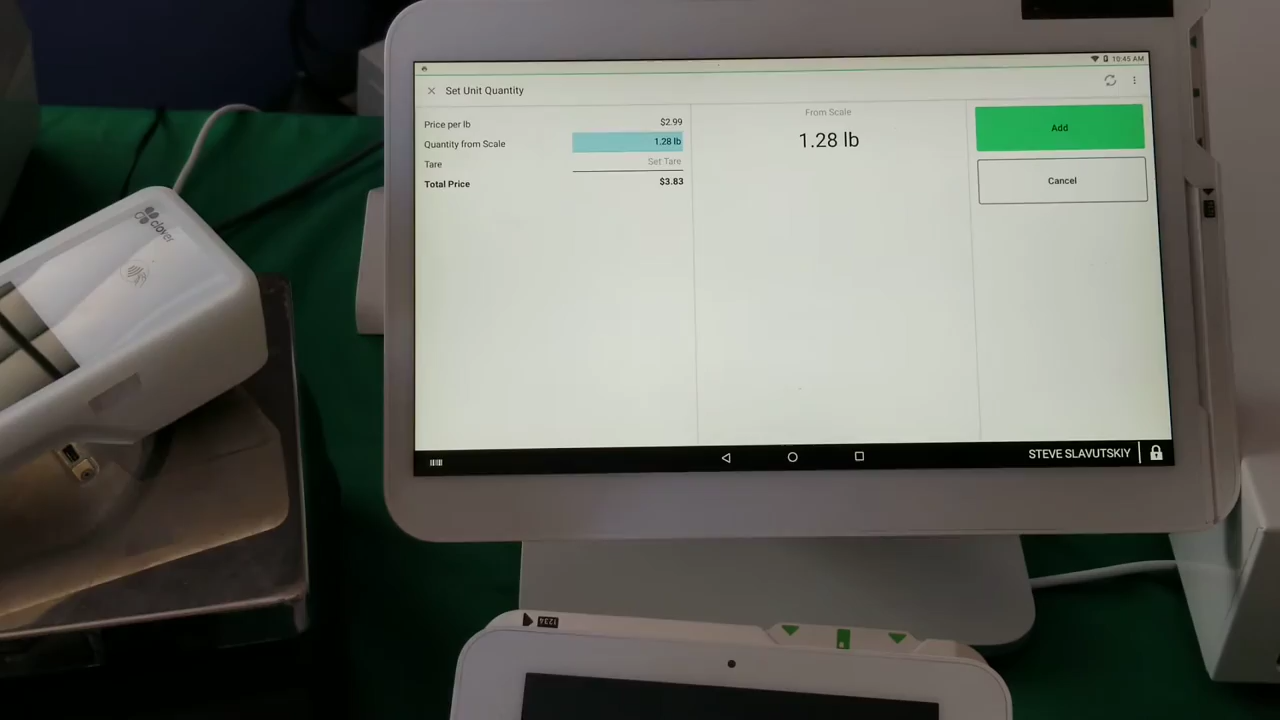 10:45 AM
Set Unit Quantity
Price per lb $2.99
Quantity from Scale 1.28 lb
Tare Set Tare
Total Price $3.83
From Scale
1.28 lb
Add
Cancel
STEVE SLAVUTSKIY
clover
1234